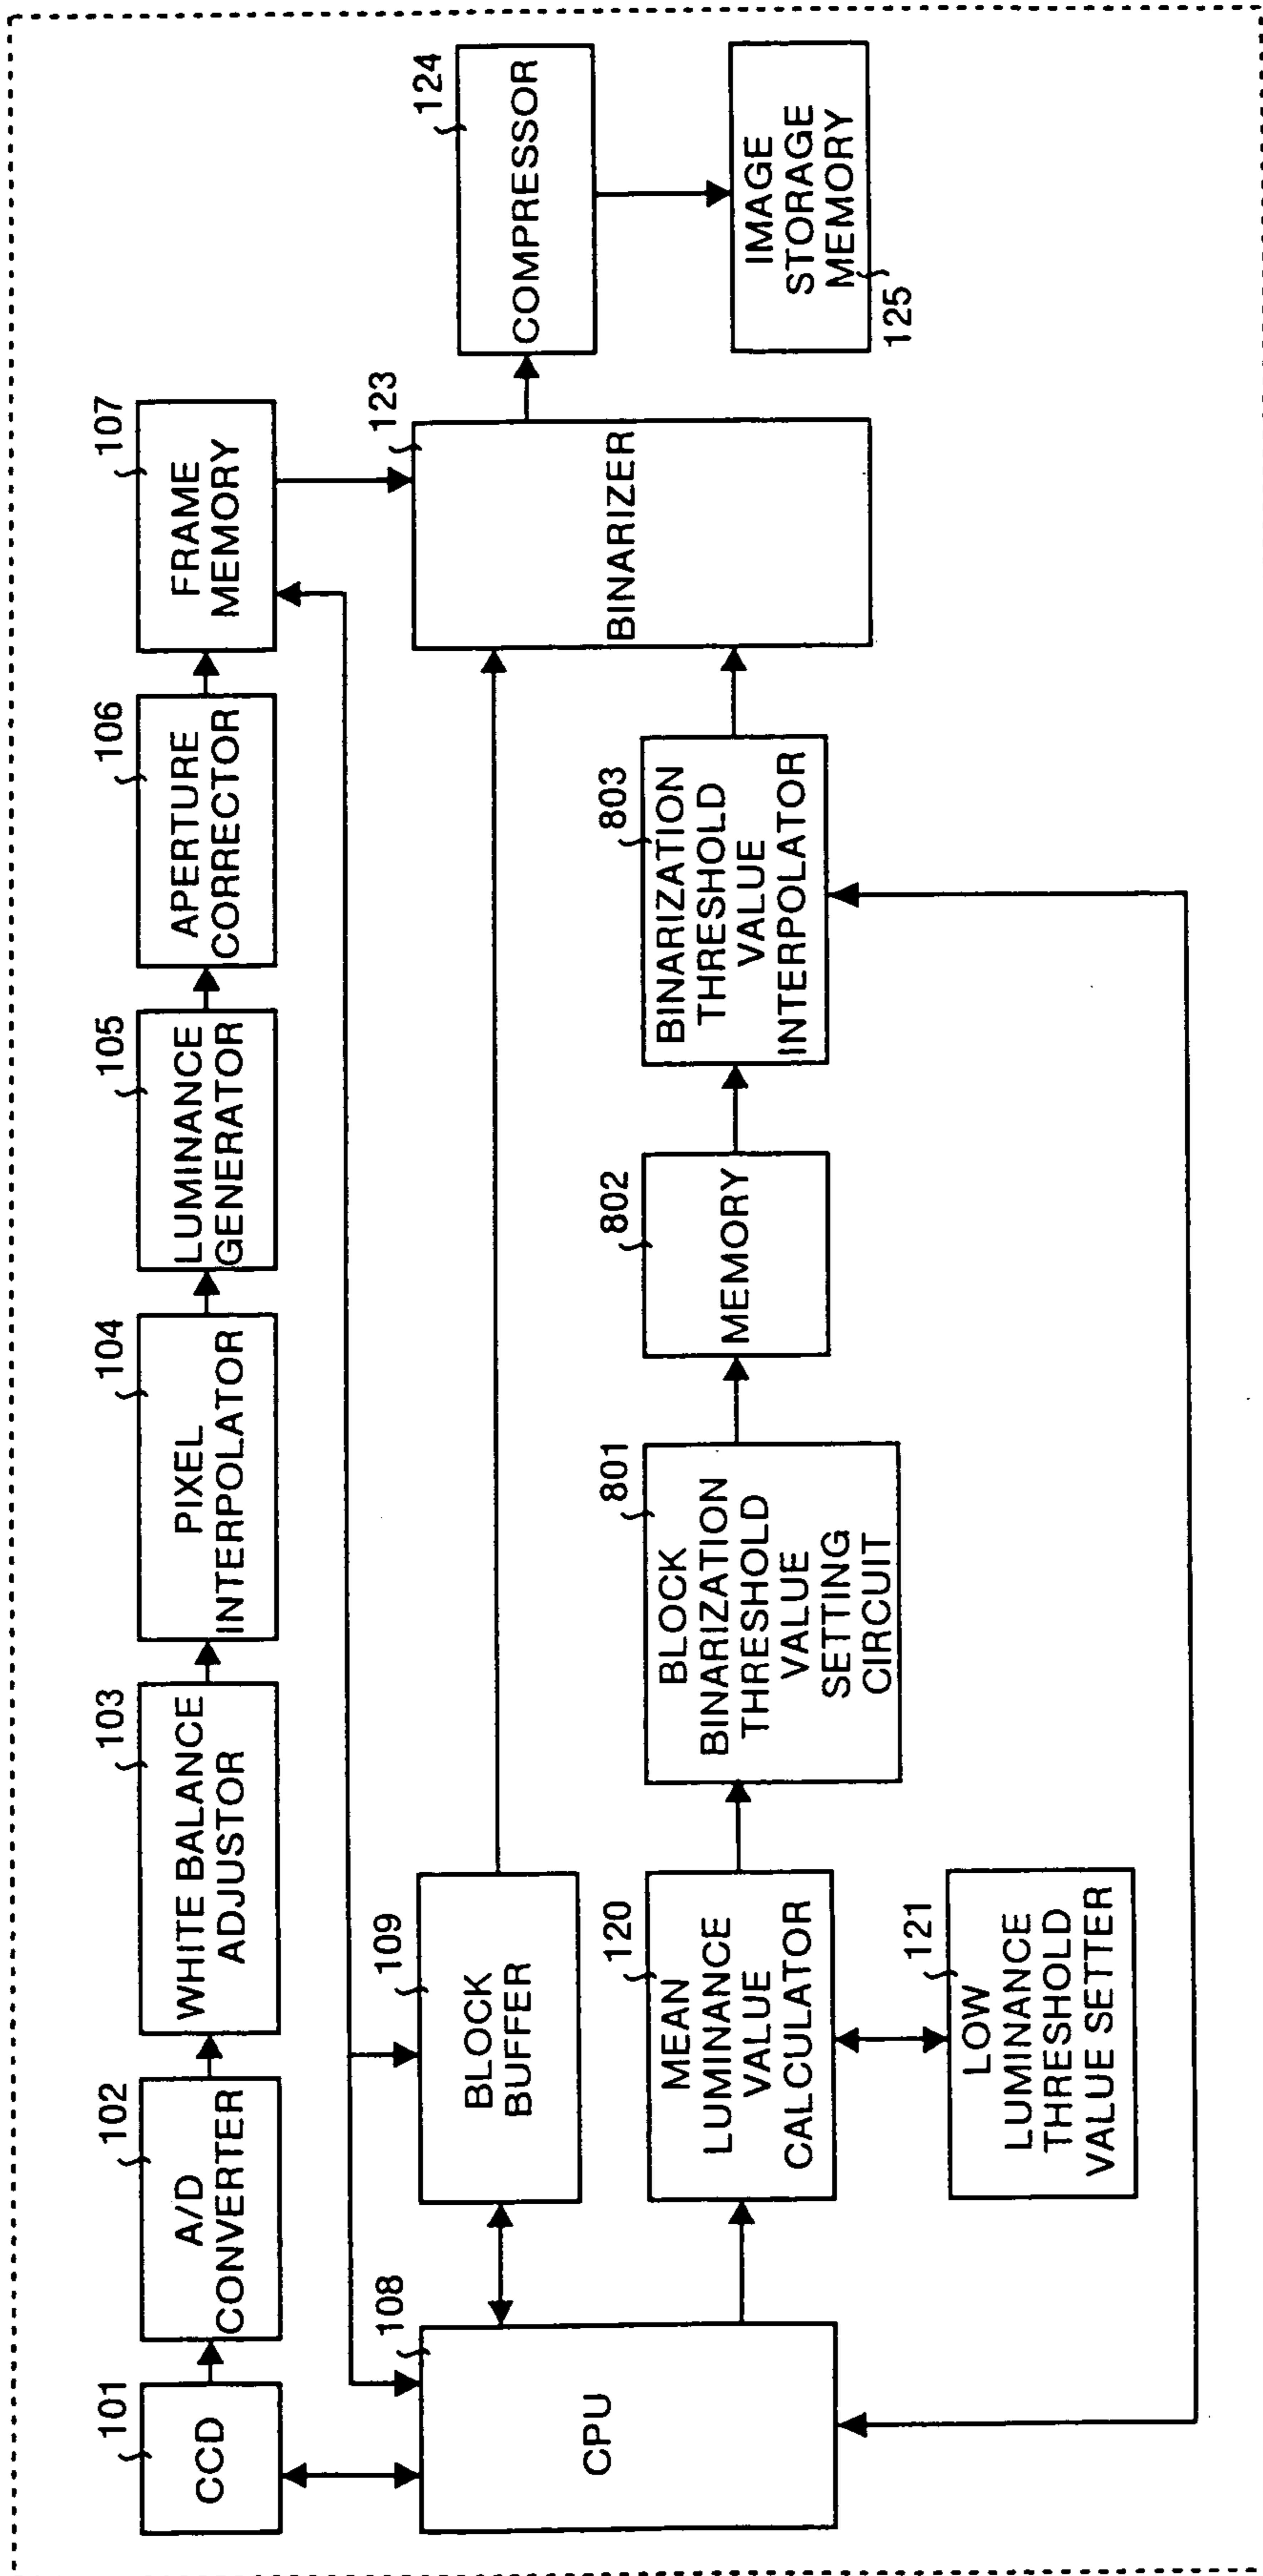 101
CCD
102
A/D
CONVERTER
103
WHITE BALANCE
ADJUSTOR
104
PIXEL
INTERPOLATOR
105
LUMINANCE
GENERATOR
106
APERTURE
CORRECTOR
107
FRAME
MEMORY
108
CPU
109
BLOCK
BUFFER
123
BINARIZER
124
COMPRESSOR
IMAGE
STORAGE
MEMORY
125
120
MEAN
LUMINANCE
VALUE
CALCULATOR
801
BLOCK
BINARIZATION
THRESHOLD
VALUE
SETTING
CIRCUIT
802
MEMORY
803
BINARIZATION
THRESHOLD
VALUE
INTERPOLATOR
121
LOW
LUMINANCE
THRESHOLD
VALUE SETTER